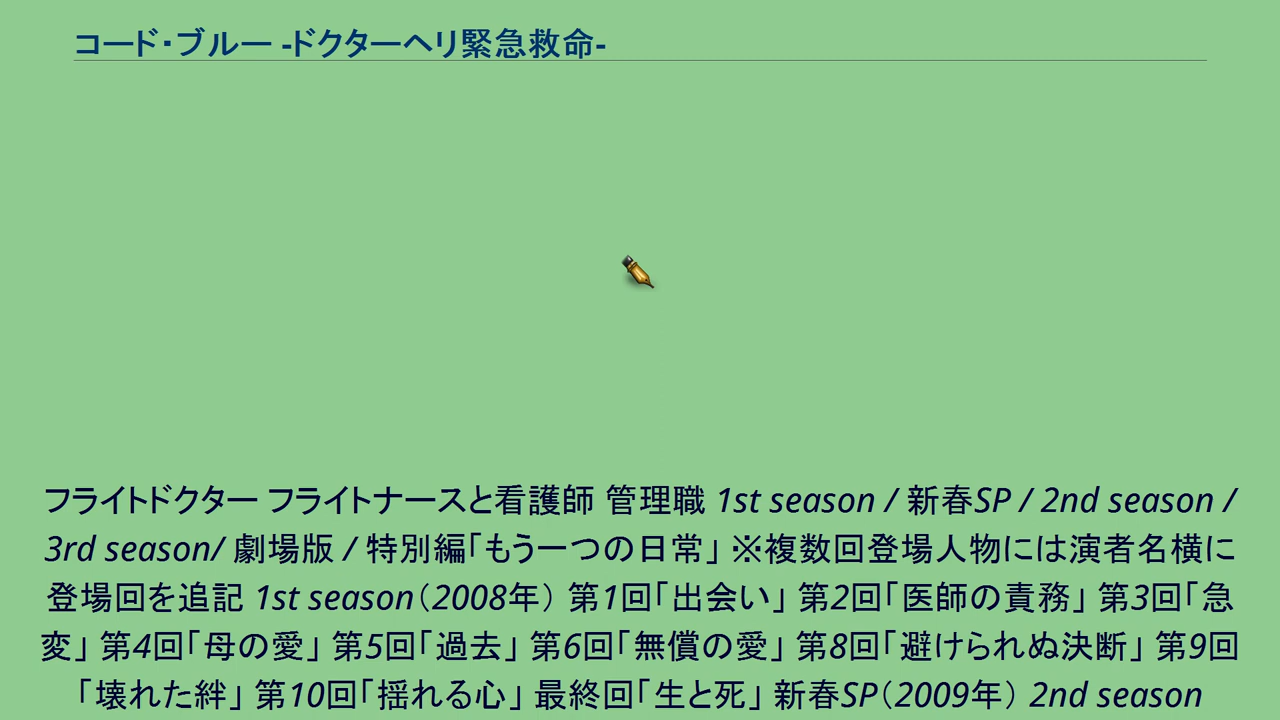 コード・ブルー -ドクターヘリ緊急救命-
フライトドクター フライトナースと看護師 管理職 1st season / 新春SP / 2nd season /
3rd season/ 劇場版 / 特別編「もう一つの日常」 ※複数回登場人物には演者名横に
登場回を追記 1st season（2008年） 第1回「出会い」 第2回「医師の責務」 第3回「急
変」 第4回「母の愛」 第5回「過去」 第6回「無償の愛」 第8回「避けられぬ決断」 第9回
「壊れた絆」 第10回「揺れる心」 最終回「生と死」 新春SP（2009年） 2nd season